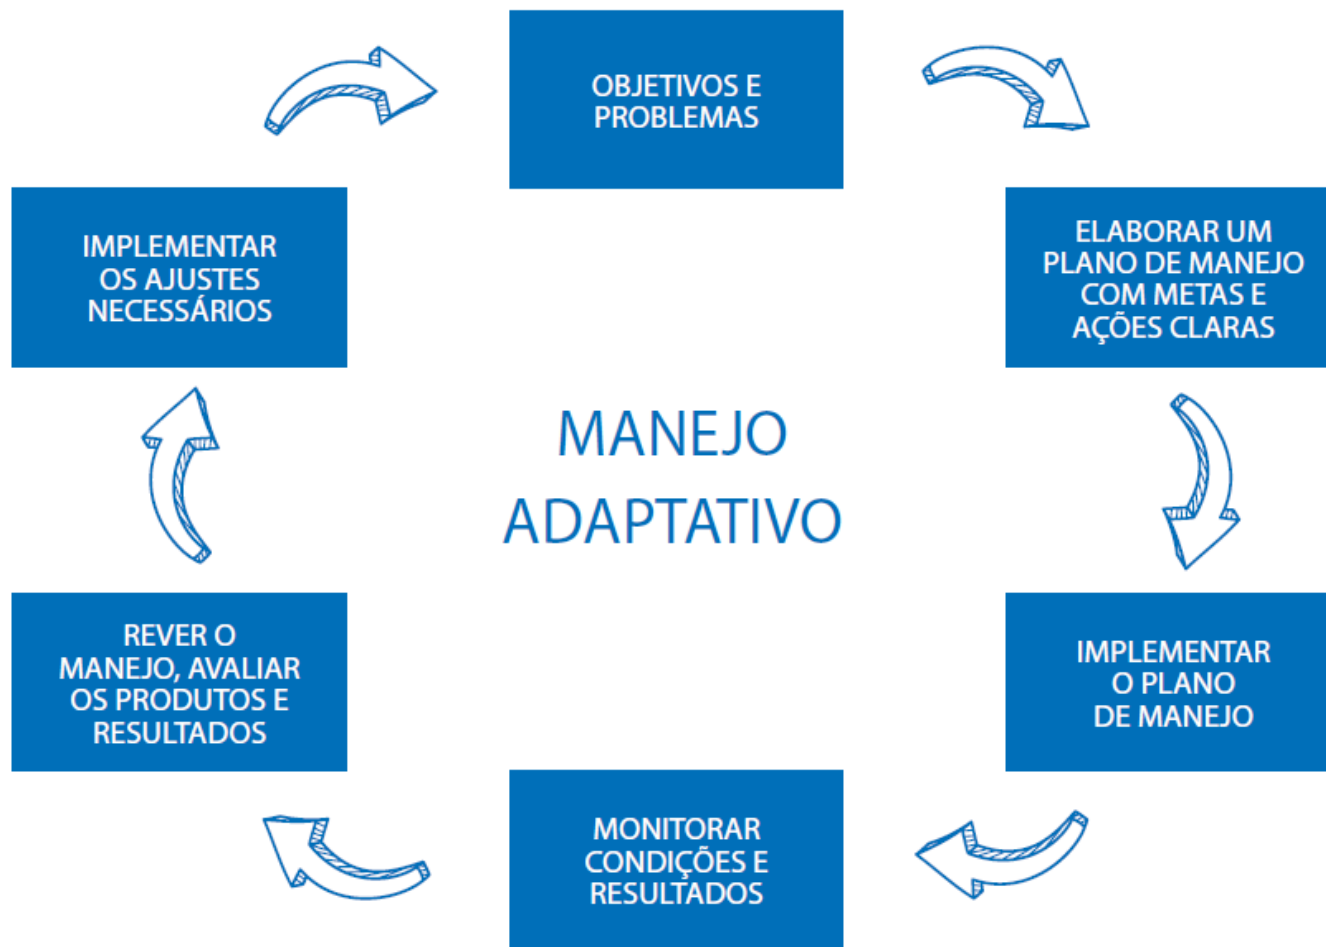 OBJETIVOS E
PROBLEMAS
ELABORAR UM
PLANO DE MANEJO
COM METAS E
AÇÕES CLARAS
IMPLEMENTAR
O PLANO
DE MANEJO
MONITORAR
CONDIÇÕES E
RESULTADOS
REVER O
MANEJO, AVALIAR
OS PRODUTOS E
RESULTADOS
IMPLEMENTAR
OS AJUSTES
NECESSÁRIOS
MANEJO
ADAPTATIVO